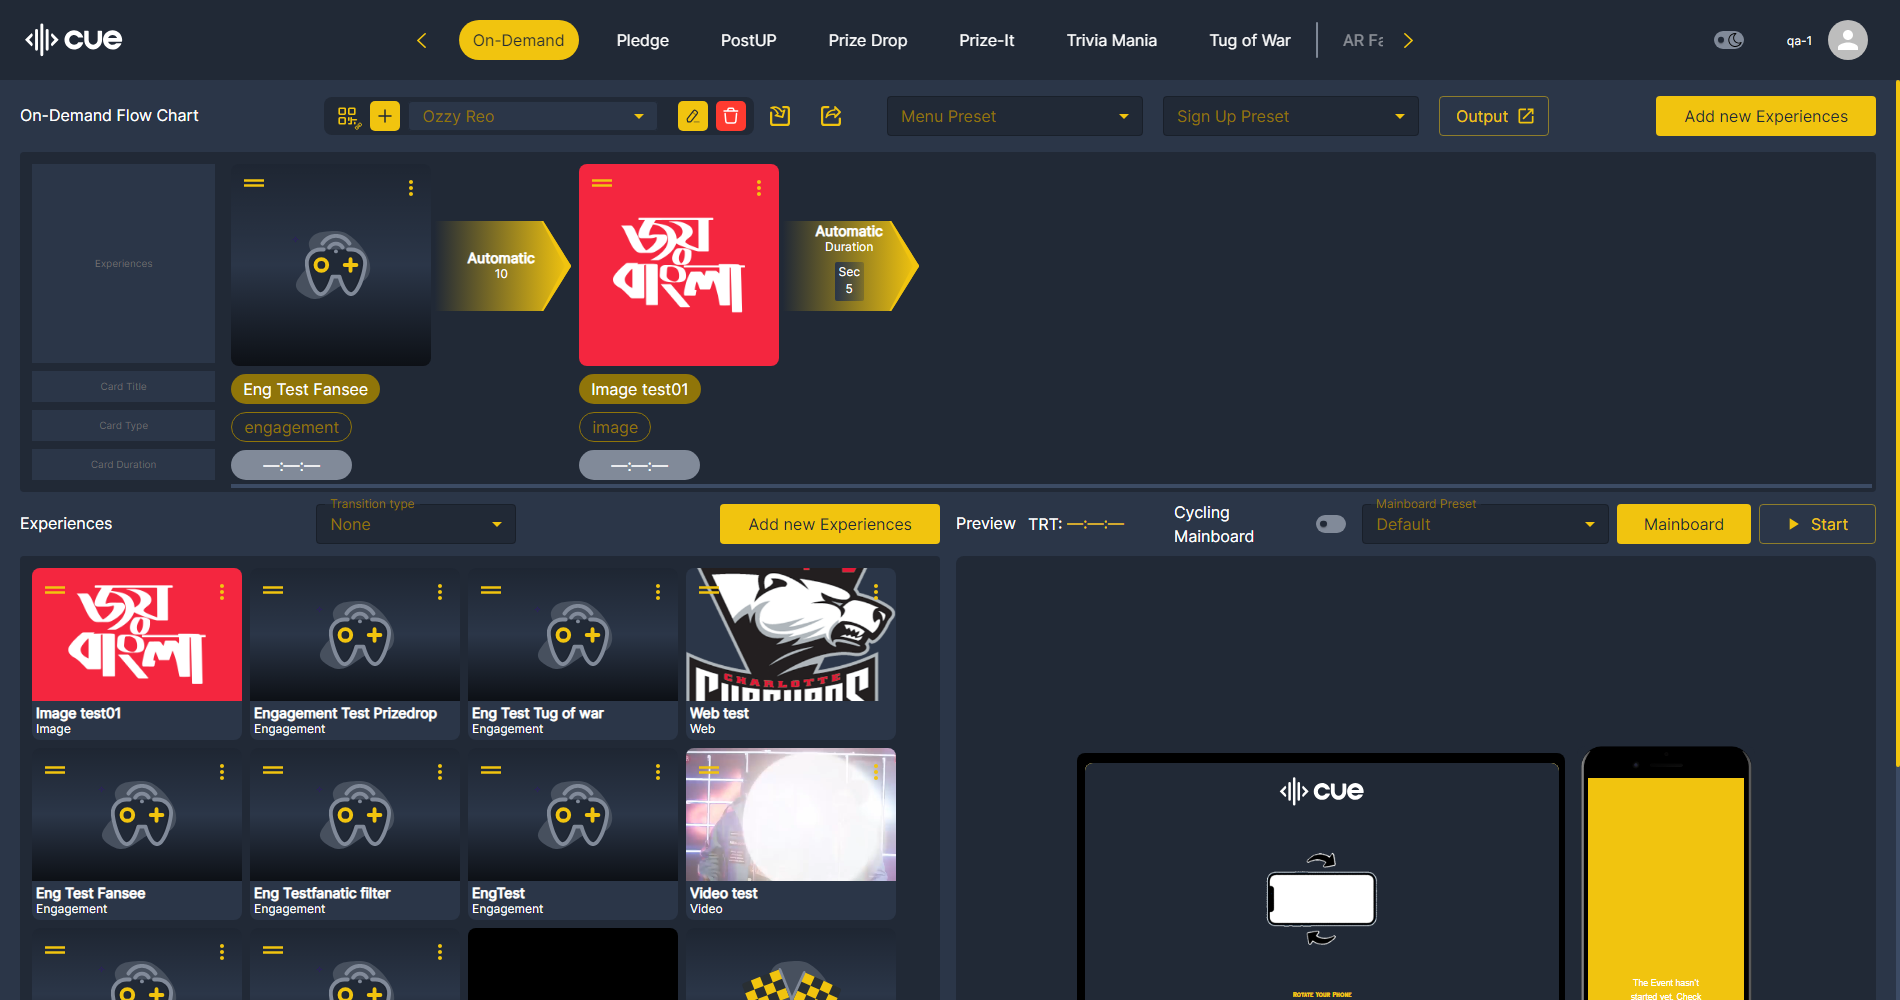 cue
On-Demand
Pledge
PostUP
Prize Drop
Prize-It
Trivia Mania
Tug of War
AR Fa
qa-1
On-Demand Flow Chart
Ozzy Reo
Menu Preset
Sign Up Preset
Output
Add new Experiences
Experiences
Automatic
10
জয়
বাংলা
Automatic
Duration
Sec
5
Card Title
Eng Test Fansee
Image test01
Card Type
engagement
image
Card Duration
—:—:—
—:—:—
Experiences
Transition type
None
Add new Experiences
Preview
TRT: —:—:—
Cycling
Mainboard
Mainboard Preset
Default
Mainboard
Start
জয়
বাংলা
CHARLOTTE
Image test01
Image
Engagement Test Prizedrop
Engagement
Eng Test Tug of war
Engagement
Web test
Web
Eng Test Fansee
Engagement
Eng Testfanatic filter
Engagement
EngTest
Engagement
Video test
Video
cue
Rotate Your Phone
The Event hasn't
started yet. Check